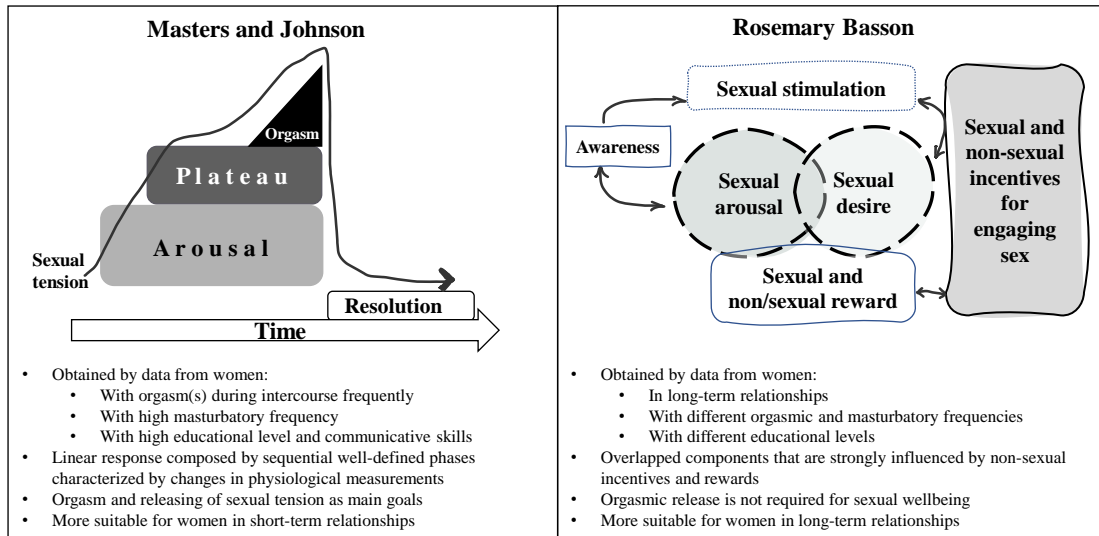 Masters and Johnson
Orgasm
Plateau
Arousal
Sexual
tension
Resolution
Time
• Obtained by data from women:
• With orgasm(s) during intercourse frequently
• With high masturbatory frequency
• With high educational level and communicative skills
• Linear response composed by sequential well-defined phases
characterized by changes in physiological measurements
• Orgasm and releasing of sexual tension as main goals
• More suitable for women in short-term relationships
Rosemary Basson
Sexual stimulation
Awareness
Sexual
arousal
Sexual
desire
Sexual and
non/sexual reward
Sexual and
non-sexual
incentives
for
engaging
sex
• Obtained by data from women:
• In long-term relationships
• With different orgasmic and masturbatory frequencies
• With different educational levels
• Overlapped components that are strongly influenced by non-sexual
incentives and rewards
• Orgasmic release is not required for sexual wellbeing
• More suitable for women in long-term relationships